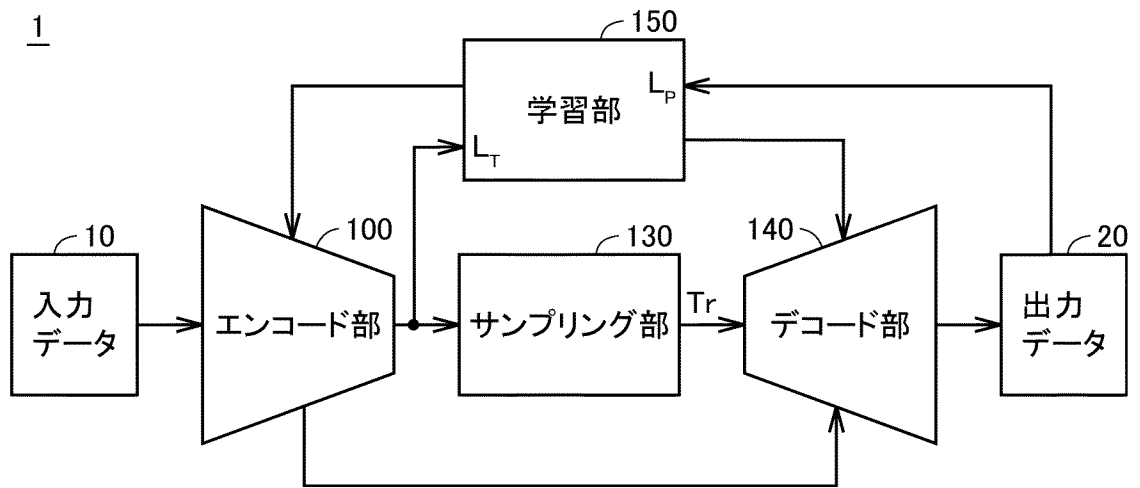 1
150
学習部
LP
LT
10
入力
データ
100
エンコード部
130
サンプリング部
Tr
140
デコード部
20
出力
データ